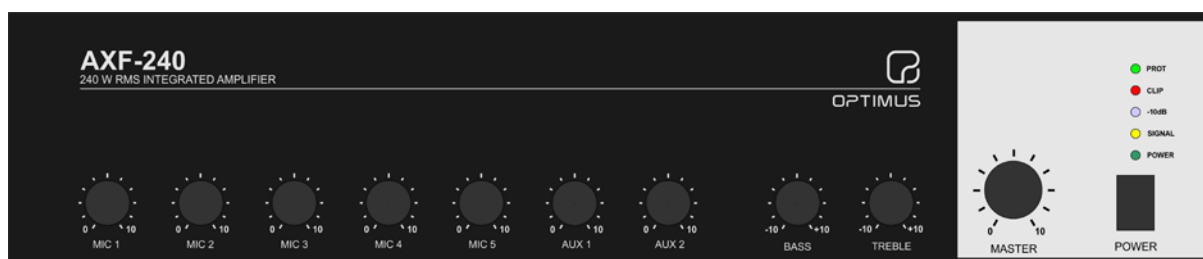 AXF-240
240 W RMS INTEGRATED AMPLIFIER
OPTIMUS
PROT
CLIP
-10dB
SIGNAL
POWER
0 10 0 10 0 10 0 10 0 10 0 10 0 10 -10 +10 -10 +10 0 10
MIC 1 MIC 2 MIC 3 MIC 4 MIC 5 AUX 1 AUX 2 BASS TREBLE MASTER POWER